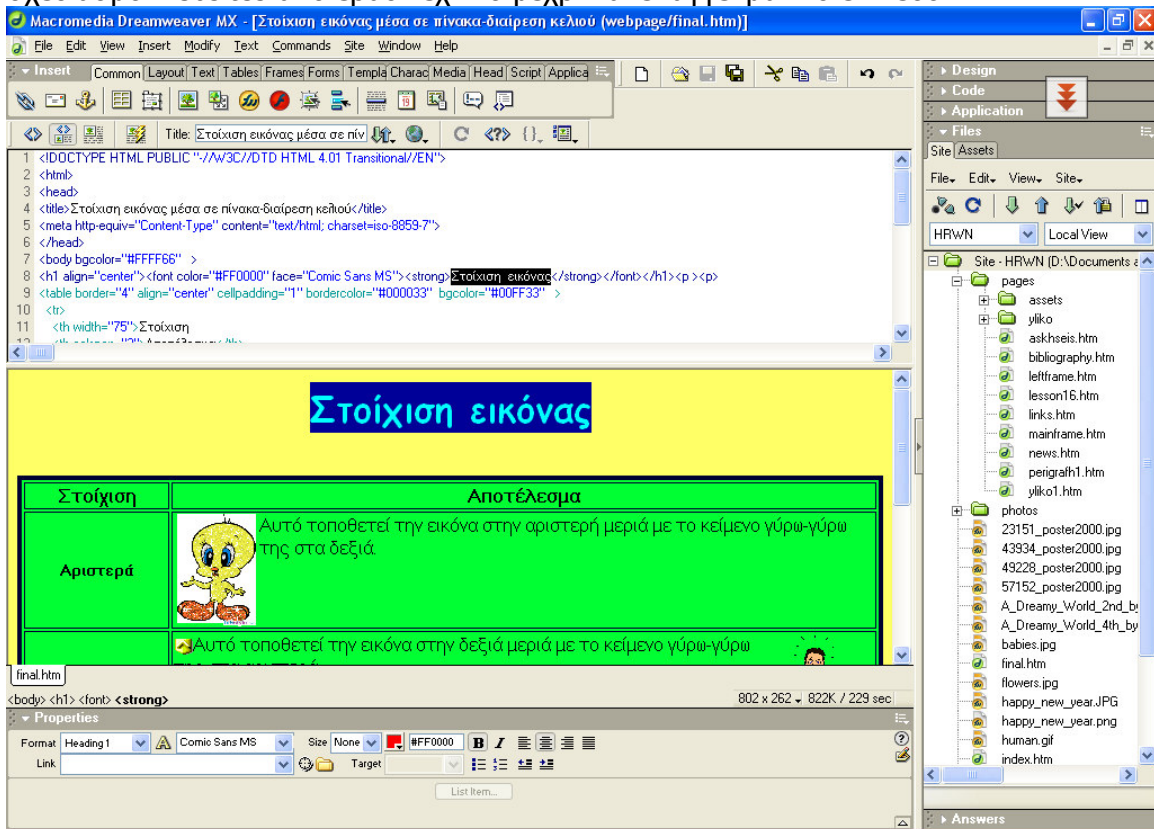 Macromedia Dreamweaver MX - [Στοίχιση εικόνας μέσα σε πίνακα-διαίρεση κελιού (webpage/final.htm)]
File Edit View Insert Modify Text Commands Site Window Help
Insert Common Layout Text Tables Frames Forms Templa Charac Media Head Script Applica
Title: Στοίχιση εικόνας μέσα σε πίν
1 <!DOCTYPE HTML PUBLIC "-//W3C//DTD HTML 4.01 Transitional//EN">
2 <html>
3 <head>
4 <title>Στοίχιση εικόνας μέσα σε πίνακα-διαίρεση κελιού</title>
5 <meta http-equiv="Content-Type" content="text/html; charset=iso-8859-7">
6 </head>
7 <body bgcolor="#FFFF66" >
8 <h1 align="center"><font color="#FF0000" face="Comic Sans MS"><strong>Στοίχιση εικόνας</strong></font></h1><p ><p>
9 <table border="4" align="center" cellpadding="1" bordercolor="#000033" bgcolor="#00FF33" >
10 <tr>
11 <th width="75">Στοίχιση
Στοίχιση εικόνας
Στοίχιση Αποτέλεσμα
Αριστερά
Αυτό τοποθετεί την εικόνα στην αριστερή μεριά με το κείμενο γύρω-γύρω
της στα δεξιά.
Αυτό τοποθετεί την εικόνα στην δεξιά μεριά με το κείμενο γύρω-γύρω
final.htm
<body> <h1> <font> <strong> 802 x 262 822K / 229 sec
Properties
Format Heading 1 Comic Sans MS Size None #FF0000 B I
Link Target
List Item...
Design
Code
Application
Files
Site Assets
File Edit View Site
HRWN Local View
Site - HRWN (D:\Documents
pages
assets
yliko
askhseis.htm
bibliography.htm
leftframe.htm
lesson16.htm
links.htm
mainframe.htm
news.htm
perigrafh1.htm
yliko1.htm
photos
23151_poster2000.jpg
43934_poster2000.jpg
49228_poster2000.jpg
57152_poster2000.jpg
A_Dreamy_World_2nd_by
A_Dreamy_World_4th_by
babies.jpg
final.htm
flowers.jpg
happy_new_year.JPG
happy_new_year.png
human.gif
index.htm
Answers